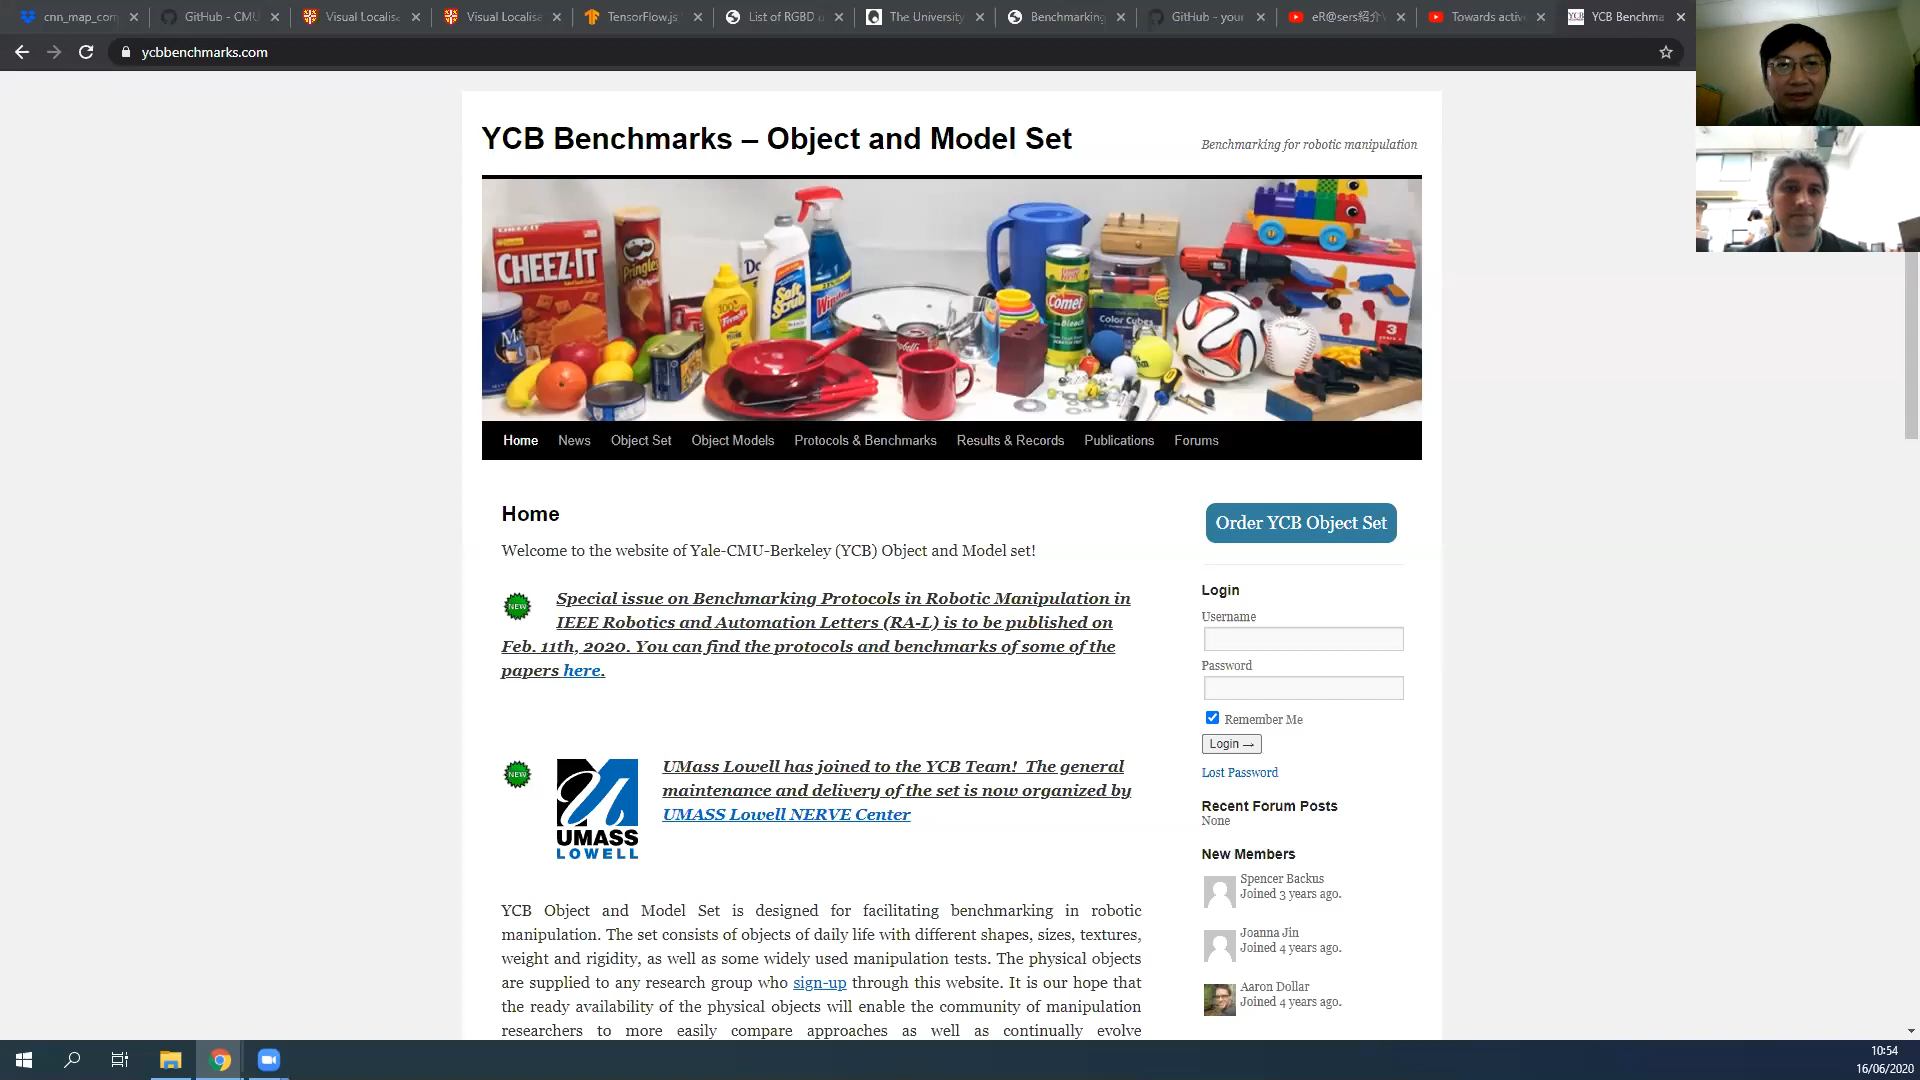 cnn_map_com
GitHub - CMU
Visual Localisa
Visual Localisa
TensorFlow.js
List of RGBD
The University
Benchmarking
GitHub - your
eR@sers紹介
Towards activ
YCB Benchma
ycbbenchmarks.com
YCB Benchmarks – Object and Model Set
Benchmarking for robotic manipulation
CHEEZ-IT
Pringles
Soft Scrub
Comet
Color Cubes
Campbell's
3
Home News Object Set Object Models Protocols & Benchmarks Results & Records Publications Forums
Home
Welcome to the website of Yale-CMU-Berkeley (YCB) Object and Model set!
NEW
Special issue on Benchmarking Protocols in Robotic Manipulation in
IEEE Robotics and Automation Letters (RA-L) is to be published on
Feb. 11th, 2020. You can find the protocols and benchmarks of some of the
papers here.
NEW
UMASS
LOWELL
UMass Lowell has joined to the YCB Team! The general
maintenance and delivery of the set is now organized by
UMASS Lowell NERVE Center
YCB Object and Model Set is designed for facilitating benchmarking in robotic
manipulation. The set consists of objects of daily life with different shapes, sizes, textures,
weight and rigidity, as well as some widely used manipulation tests. The physical objects
are supplied to any research group who sign-up through this website. It is our hope that
the ready availability of the physical objects will enable the community of manipulation
researchers to more easily compare approaches as well as continually evolve
Order YCB Object Set
Login
Username
Password
Remember Me
Login →
Lost Password
Recent Forum Posts
None
New Members
Spencer Backus
Joined 3 years ago.
Joanna Jin
Joined 4 years ago.
Aaron Dollar
Joined 4 years ago.
10:54
16/06/2020